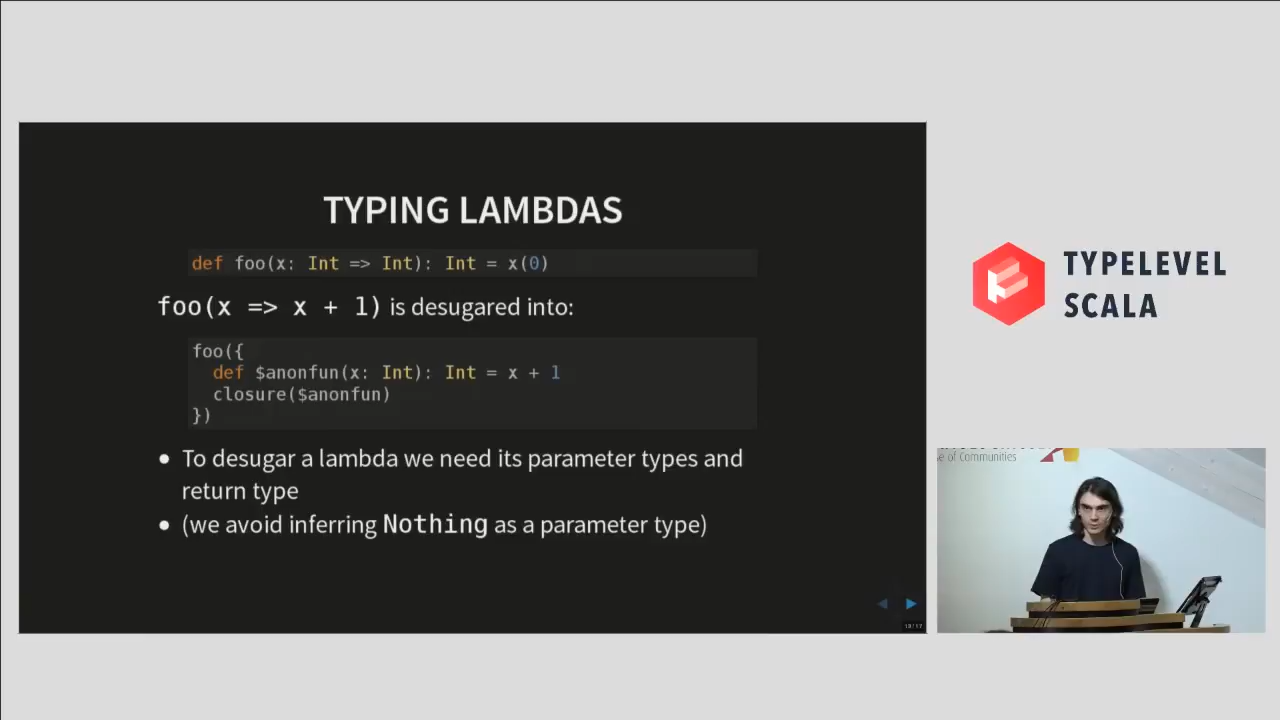 TYPING LAMBDAS
def foo(x: Int => Int): Int = x(0)
foo(x => x + 1) is desugared into:
foo({
  def $anonfun(x: Int): Int = x + 1
  closure($anonfun)
})
● To desugar a lambda we need its parameter types and
return type
● (we avoid inferring Nothing as a parameter type)
TYPELEVEL
SCALA
e of Communities